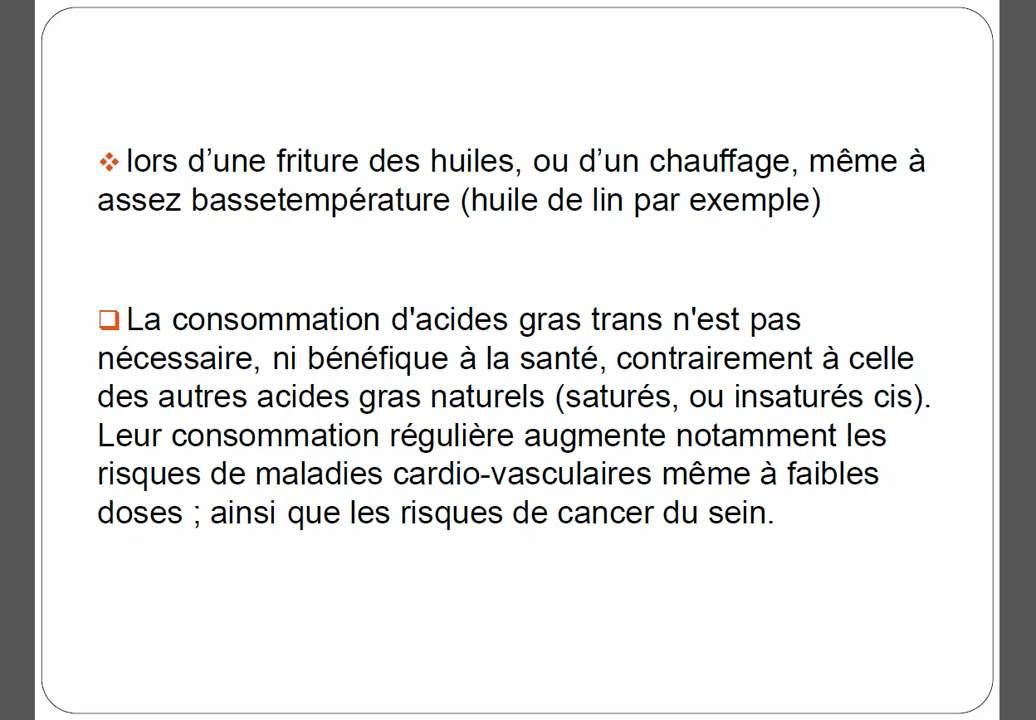 ❖ lors d’une friture des huiles, ou d’un chauffage, même à
assez bassetempérature (huile de lin par exemple)
❑ La consommation d'acides gras trans n'est pas
nécessaire, ni bénéfique à la santé, contrairement à celle
des autres acides gras naturels (saturés, ou insaturés cis).
Leur consommation régulière augmente notamment les
risques de maladies cardio-vasculaires même à faibles
doses ; ainsi que les risques de cancer du sein.